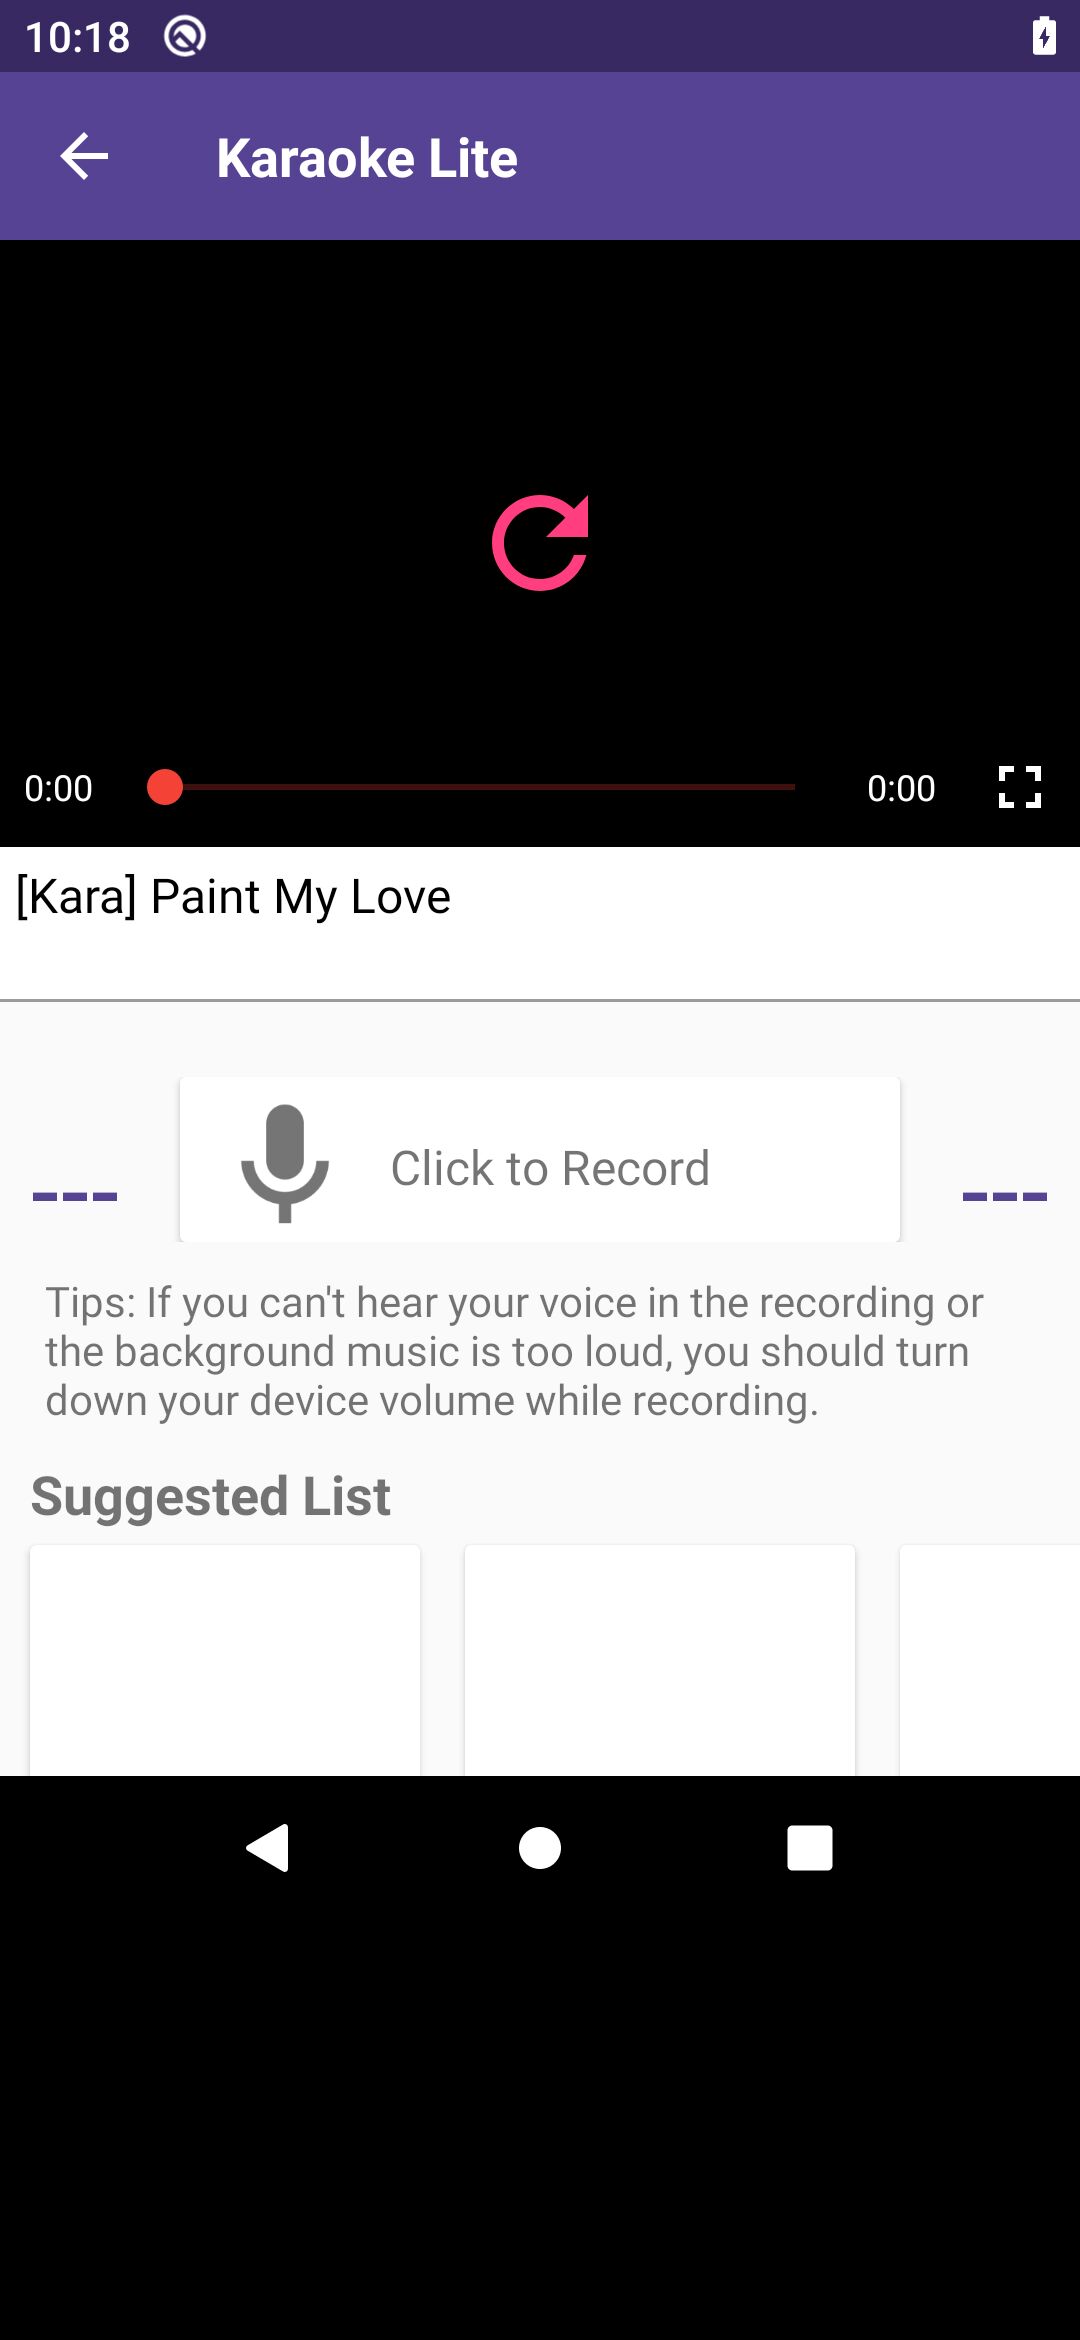 10:18
Karaoke Lite
0:00
0:00
[Kara] Paint My Love
Click to Record
---
---
Tips: If you can't hear your voice in the recording or
the background music is too loud, you should turn
down your device volume while recording.
Suggested List